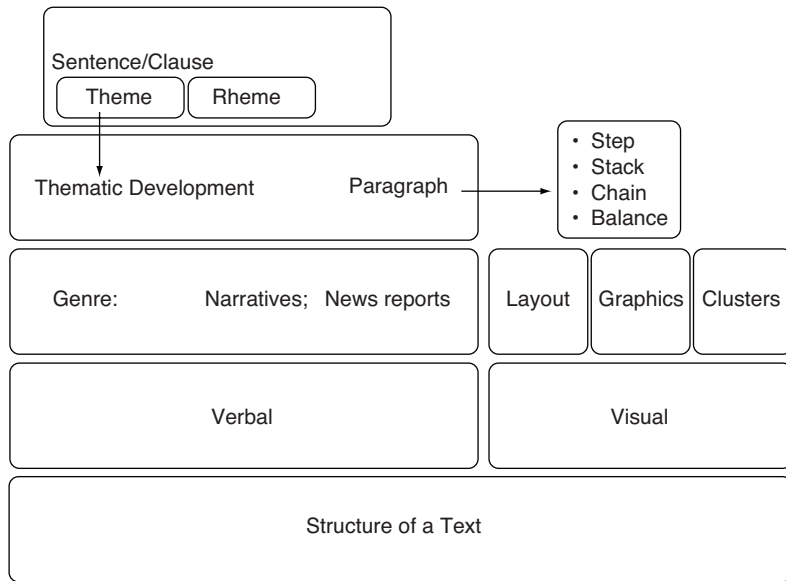 Sentence/Clause
Theme Rheme
• Step
• Stack
• Chain
• Balance
Thematic Development Paragraph
Genre: Narratives; News reports Layout Graphics Clusters
Verbal Visual
Structure of a Text